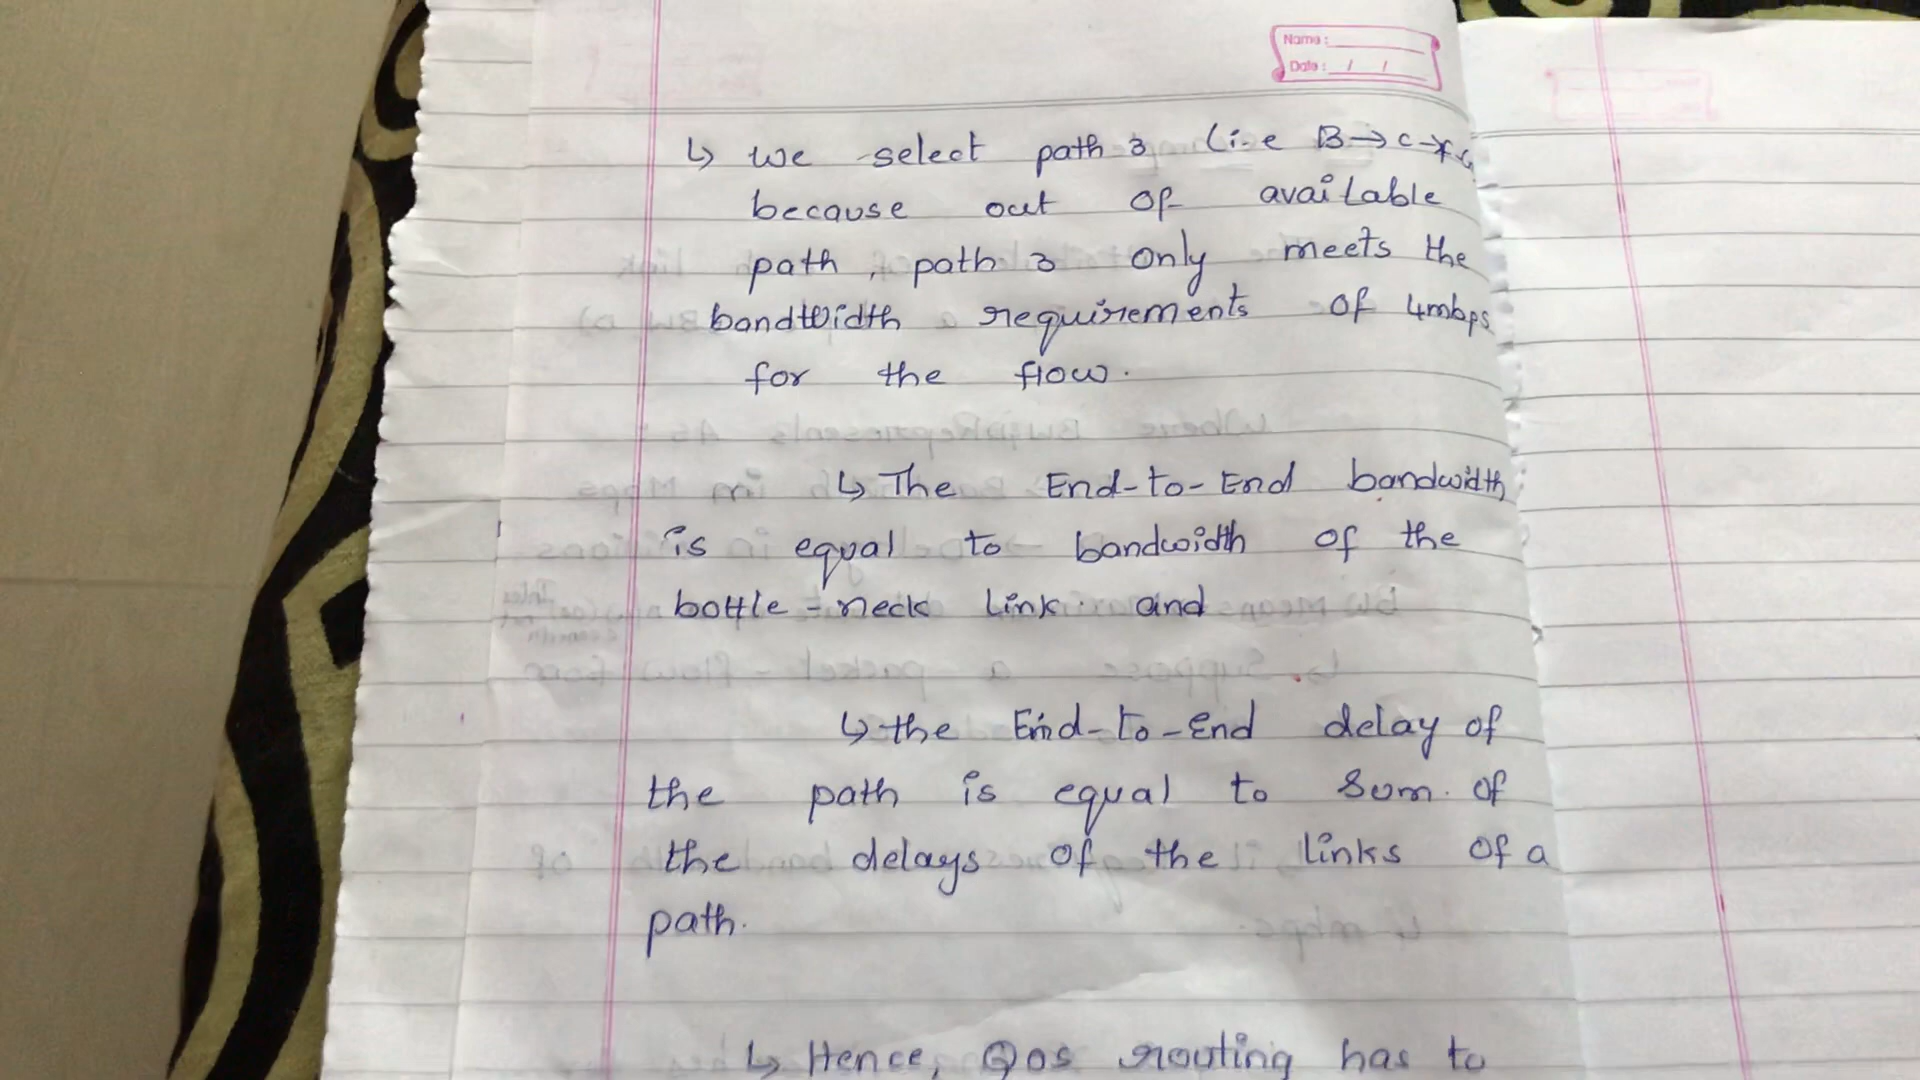 Name :
Date : / /
↳ we select path 3 (i.e B→C→F→G
because out of available
path, path 3 only meets the
bandwidth requirements of 4mbps
for the flow.
↳ The End-to-End bandwidth
is equal to bandwidth of the
bottle-neck link. and
↳ the End-to-End delay of
the path is equal to sum. of
the delays of the links of a
path.
↳ Hence, Qos routing has to